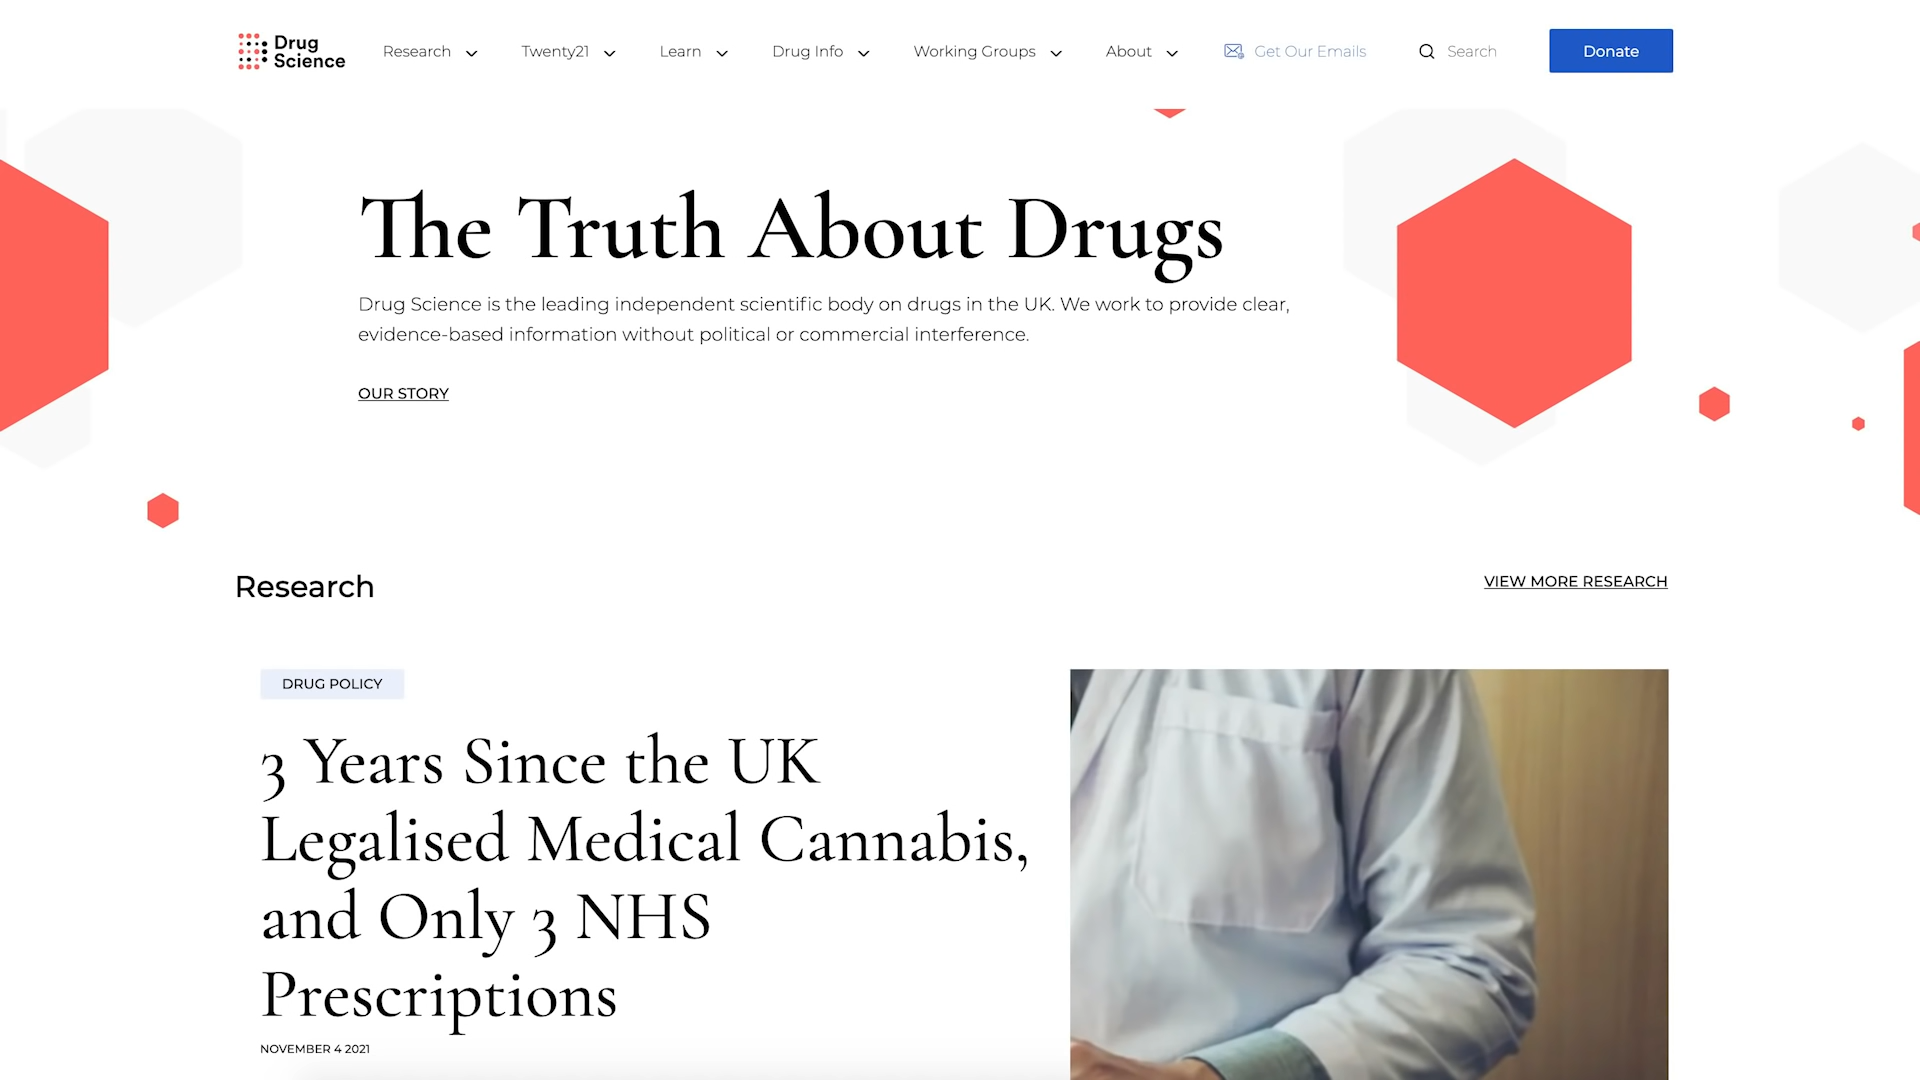 Drug
Science
Research
Twenty21
Learn
Drug Info
Working Groups
About
Get Our Emails
Search
Donate
The Truth About Drugs
Drug Science is the leading independent scientific body on drugs in the UK. We work to provide clear,
evidence-based information without political or commercial interference.
OUR STORY
Research
VIEW MORE RESEARCH
DRUG POLICY
3 Years Since the UK
Legalised Medical Cannabis,
and Only 3 NHS
Prescriptions
NOVEMBER 4 2021